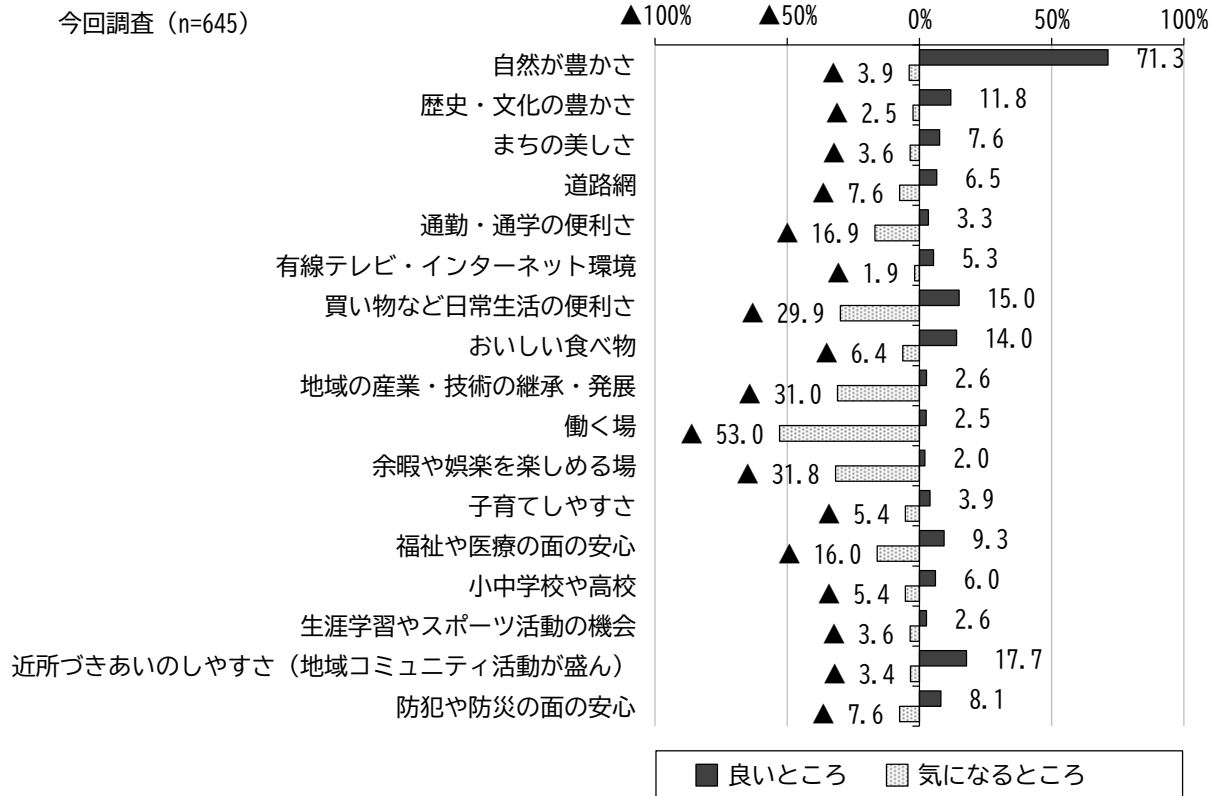 今回調査（n=645）
▲100% ▲50% 0% 50% 100%
自然が豊かさ 71.3
▲ 3.9
歴史・文化の豊かさ 11.8
▲ 2.5
まちの美しさ 7.6
▲ 3.6
道路網 6.5
▲ 7.6
通勤・通学の便利さ 3.3
▲ 16.9
有線テレビ・インターネット環境 5.3
▲ 1.9
買い物など日常生活の便利さ 15.0
▲ 29.9
おいしい食べ物 14.0
▲ 6.4
地域の産業・技術の継承・発展 2.6
▲ 31.0
働く場 2.5
▲ 53.0
余暇や娯楽を楽しめる場 2.0
▲ 31.8
子育てしやすさ 3.9
▲ 5.4
福祉や医療の面の安心 9.3
▲ 16.0
小中学校や高校 6.0
▲ 5.4
生涯学習やスポーツ活動の機会 2.6
▲ 3.6
近所づきあいのしやすさ（地域コミュニティ活動が盛ん） 17.7
▲ 3.4
防犯や防災の面の安心 8.1
▲ 7.6
良いところ 気になるところ